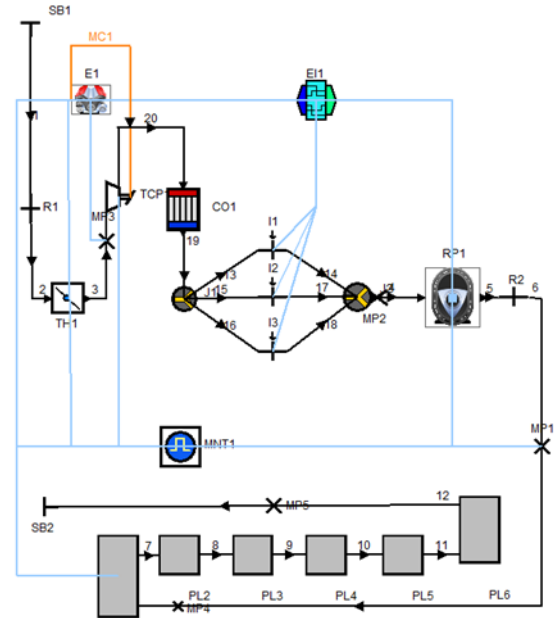 SB1
MC1
E1
EI1
1
20
R1
TCP
MP3
CO1
19
I1
13
14
RP1
I2
J1
15
17
2
3
TH1
5
R2
6
16
I3
18
MP2
MNT1
MP1
12
MP5
SB2
7
8
9
10
11
PL2
PL3
PL4
PL5
PL6
MP4